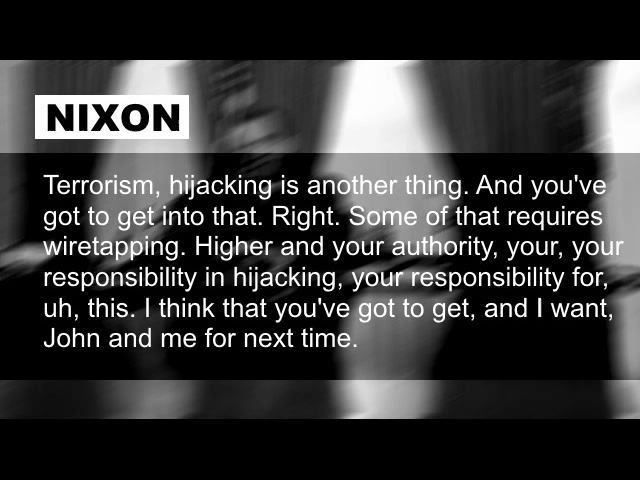 NIXON
Terrorism, hijacking is another thing. And you've
got to get into that. Right. Some of that requires
wiretapping. Higher and your authority, your, your
responsibility in hijacking, your responsibility for,
uh, this. I think that you've got to get, and I want,
John and me for next time.